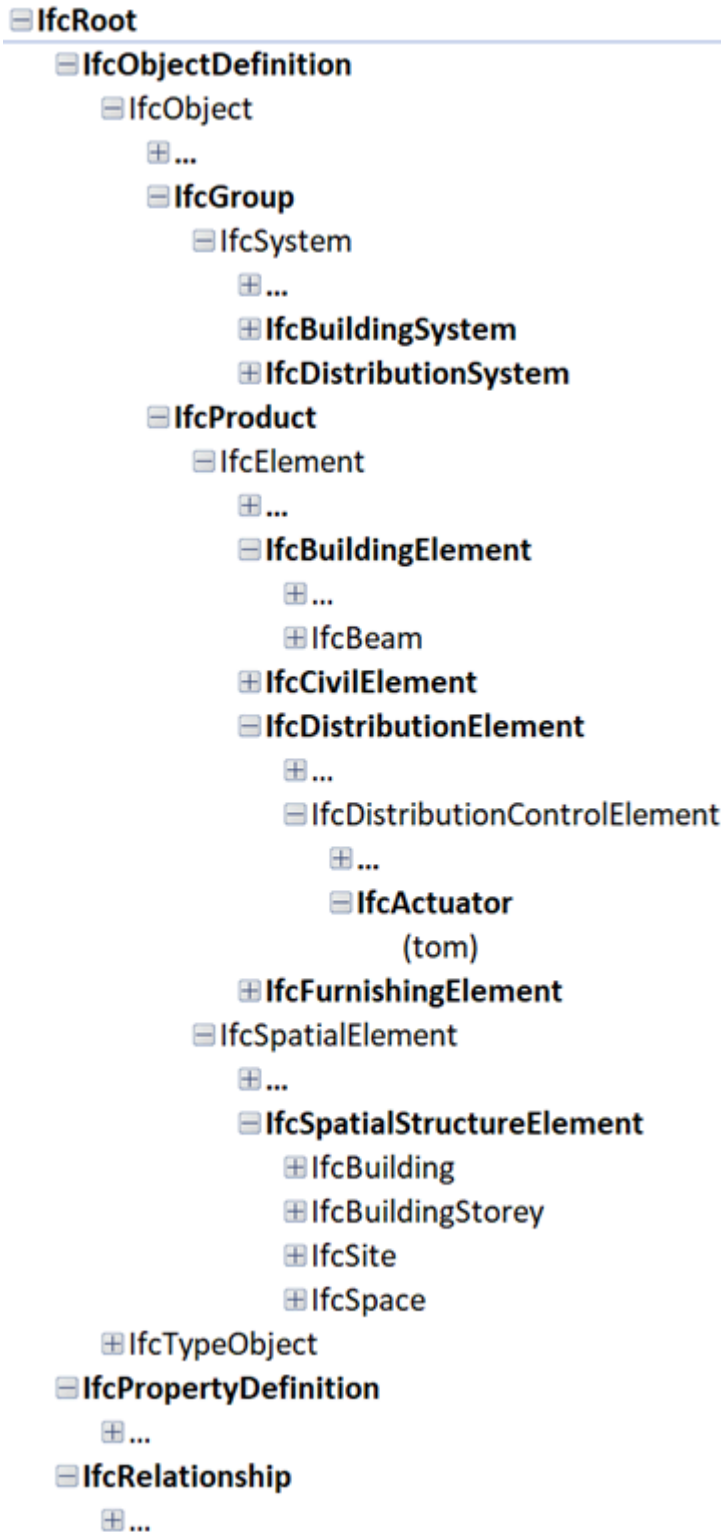 IfcRoot
IfcObjectDefinition
IfcObject
...
IfcGroup
IfcSystem
...
IfcBuildingSystem
IfcDistributionSystem
IfcProduct
IfcElement
...
IfcBuildingElement
...
IfcBeam
IfcCivilElement
IfcDistributionElement
...
IfcDistributionControlElement
...
IfcActuator
(tom)
IfcFurnishingElement
IfcSpatialElement
...
IfcSpatialStructureElement
IfcBuilding
IfcBuildingStorey
IfcSite
IfcSpace
IfcTypeObject
IfcPropertyDefinition
...
IfcRelationship
...